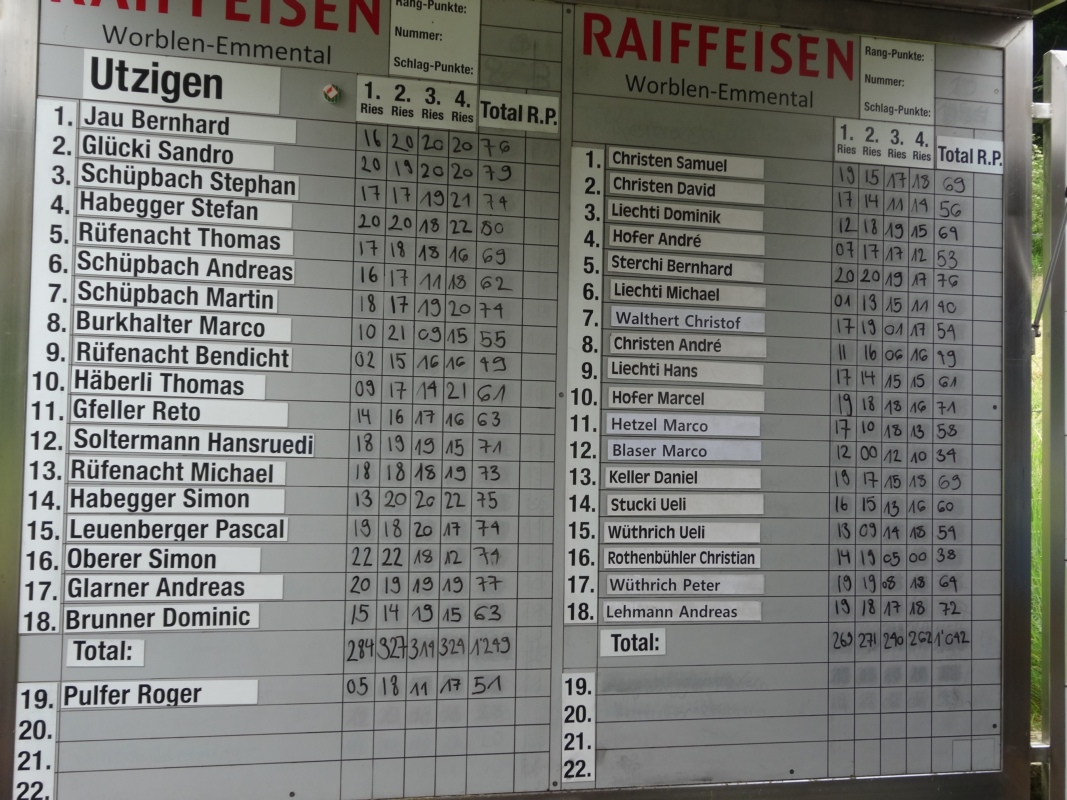 RAIFFEISEN
Worblen-Emmental
Rang-Punkte:
Nummer:
Schlag-Punkte:
Utzigen
1. Ries 2. Ries 3. Ries 4. Ries Total R.P.
1. Jau Bernhard 16 20 20 20 76
2. Glücki Sandro 20 19 20 20 79
3. Schüpbach Stephan 17 17 19 21 74
4. Habegger Stefan 20 20 18 22 80
5. Rüfenacht Thomas 17 18 18 16 69
6. Schüpbach Andreas 16 17 11 18 62
7. Schüpbach Martin 18 17 19 20 74
8. Burkhalter Marco 10 21 09 15 55
9. Rüfenacht Bendicht 02 15 16 16 49
10. Häberli Thomas 09 17 14 21 61
11. Gfeller Reto 14 16 17 16 63
12. Soltermann Hansruedi 18 19 19 15 71
13. Rüfenacht Michael 18 18 18 19 73
14. Habegger Simon 13 20 20 22 75
15. Leuenberger Pascal 19 18 20 17 74
16. Oberer Simon 22 22 18 12 74
17. Glarner Andreas 20 19 19 19 77
18. Brunner Dominic 15 14 19 15 63
Total: 284 327 314 324 1'249
19. Pulfer Roger 05 18 11 17 51
20.
21.
22.
RAIFFEISEN
Worblen-Emmental
Rang-Punkte:
Nummer:
Schlag-Punkte:
1. Ries 2. Ries 3. Ries 4. Ries Total R.P.
1. Christen Samuel 19 15 17 18 69
2. Christen David 17 14 11 14 56
3. Liechti Dominik 12 18 19 15 64
4. Hofer André 07 17 17 12 53
5. Sterchi Bernhard 20 20 19 17 76
6. Liechti Michael 01 13 15 11 40
7. Walthert Christof 17 19 01 17 54
8. Christen André 11 16 06 16 49
9. Liechti Hans 17 14 15 15 61
10. Hofer Marcel 19 18 18 16 71
11. Hetzel Marco 17 10 18 13 58
12. Blaser Marco 12 00 12 10 34
13. Keller Daniel 19 17 15 18 69
14. Stucki Ueli 16 15 13 16 60
15. Wüthrich Ueli 13 09 14 18 54
16. Rothenbühler Christian 14 19 05 00 38
17. Wüthrich Peter 19 19 08 18 64
18. Lehmann Andreas 19 18 17 18 72
Total: 269 271 240 262 1'042
19.
20.
21.
22.